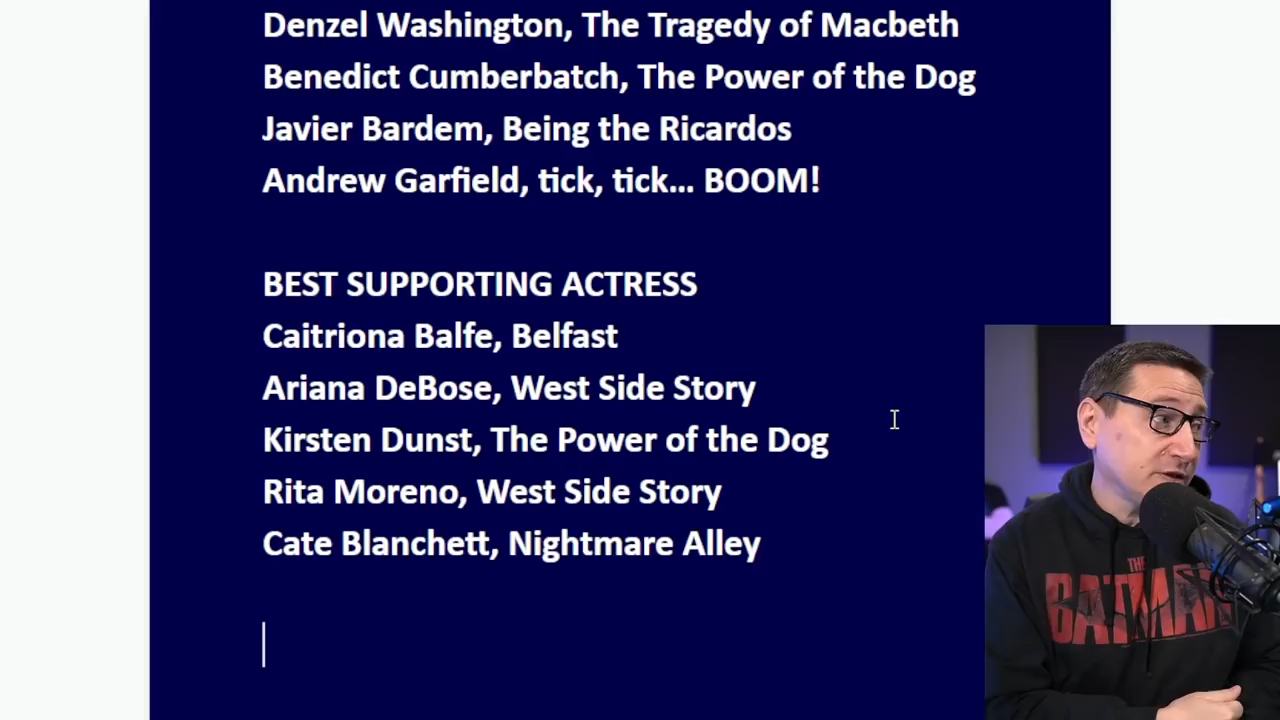 Denzel Washington, The Tragedy of Macbeth
Benedict Cumberbatch, The Power of the Dog
Javier Bardem, Being the Ricardos
Andrew Garfield, tick, tick... BOOM!
BEST SUPPORTING ACTRESS
Caitriona Balfe, Belfast
Ariana DeBose, West Side Story
Kirsten Dunst, The Power of the Dog
Rita Moreno, West Side Story
Cate Blanchett, Nightmare Alley
THE
BATMAN